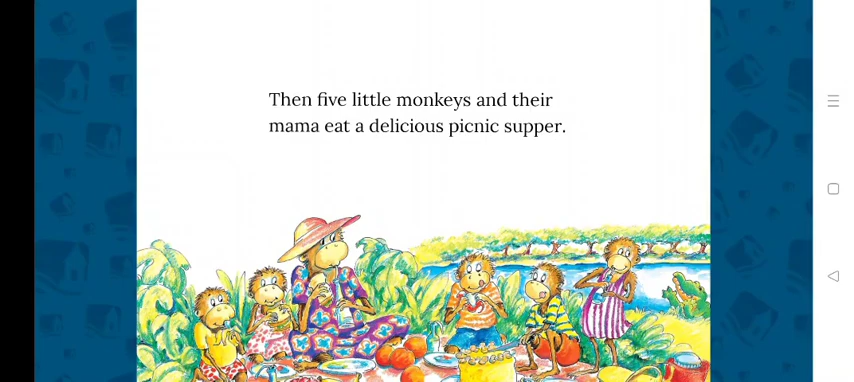 Then five little monkeys and their
mama eat a delicious picnic supper.